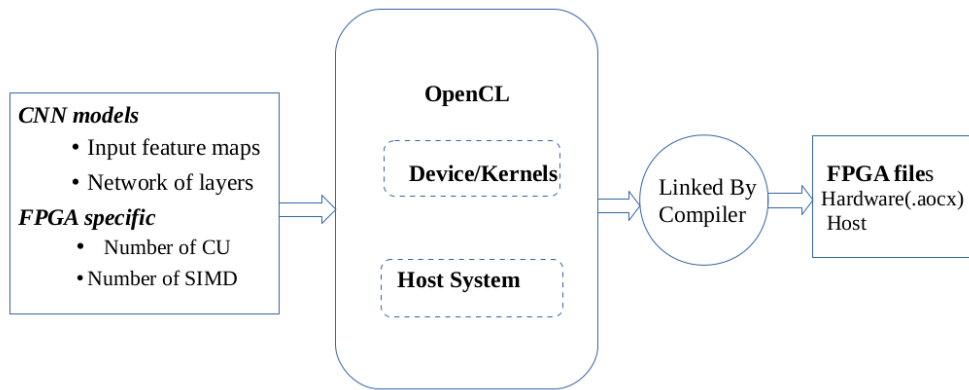 CNN models
• Input feature maps
• Network of layers
FPGA specific
• Number of CU
• Number of SIMD
OpenCL
Device/Kernels
Host System
Linked By
Compiler
FPGA files
Hardware(.aocx)
Host